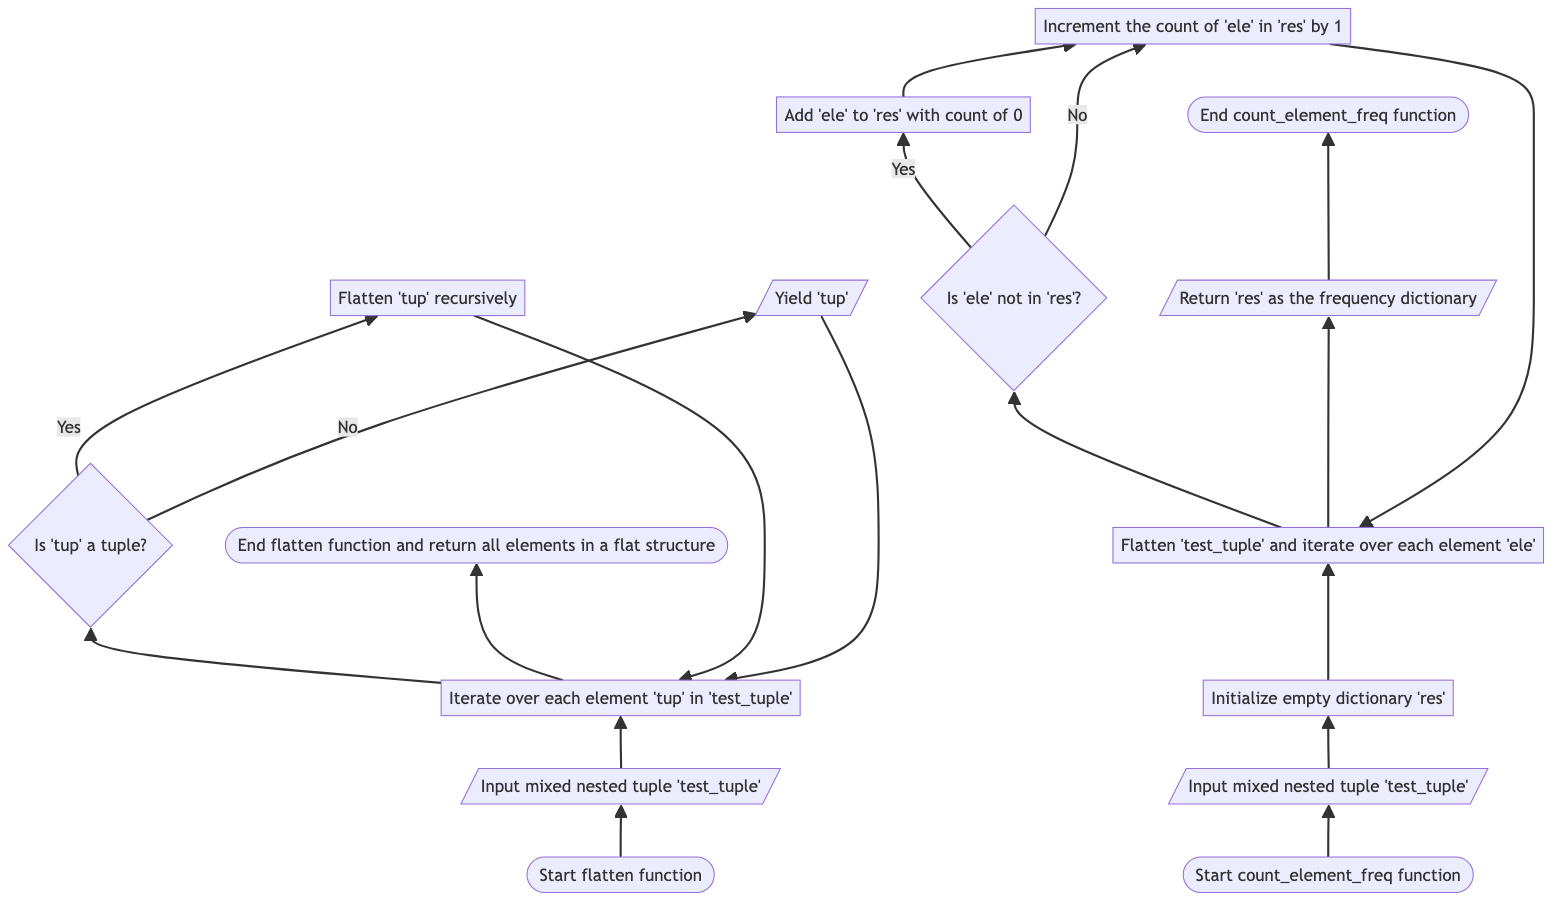 Increment the count of 'ele' in 'res' by 1
Add 'ele' to 'res' with count of 0
No
End count_element_freq function
Yes
Flatten 'tup' recursively
Yield 'tup'
Is 'ele' not in 'res'?
Return 'res' as the frequency dictionary
Yes
No
Is 'tup' a tuple?
End flatten function and return all elements in a flat structure
Flatten 'test_tuple' and iterate over each element 'ele'
Iterate over each element 'tup' in 'test_tuple'
Initialize empty dictionary 'res'
Input mixed nested tuple 'test_tuple'
Input mixed nested tuple 'test_tuple'
Start flatten function
Start count_element_freq function